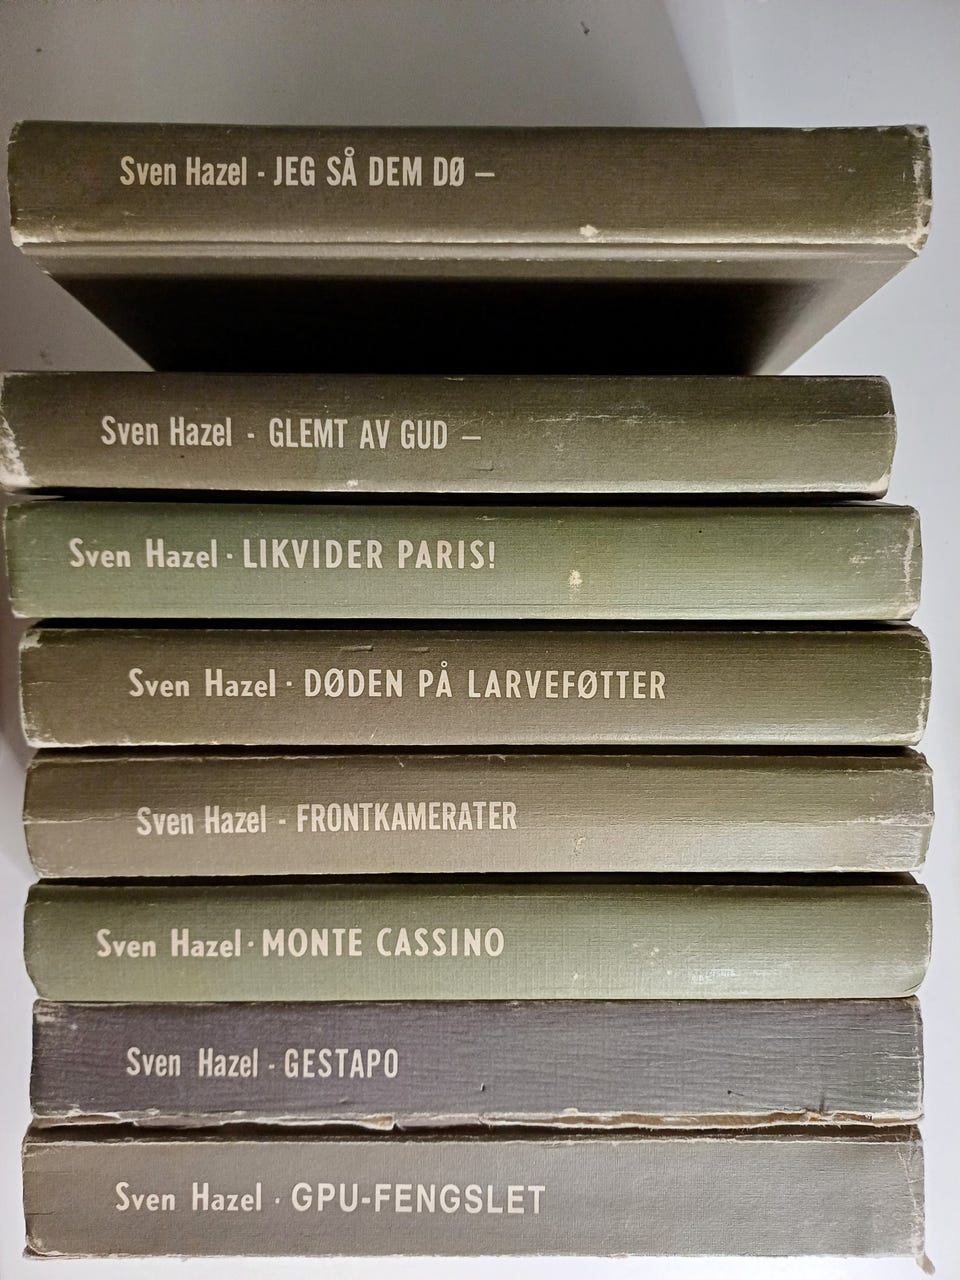 Sven Hazel · JEG SÅ DEM DØ —
Sven Hazel · GLEMT AV GUD —
Sven Hazel · LIKVIDER PARIS!
Sven Hazel · DØDEN PÅ LARVEFØTTER
Sven Hazel · FRONTKAMERATER
Sven Hazel · MONTE CASSINO
Sven Hazel · GESTAPO
Sven Hazel · GPU-FENGSLET